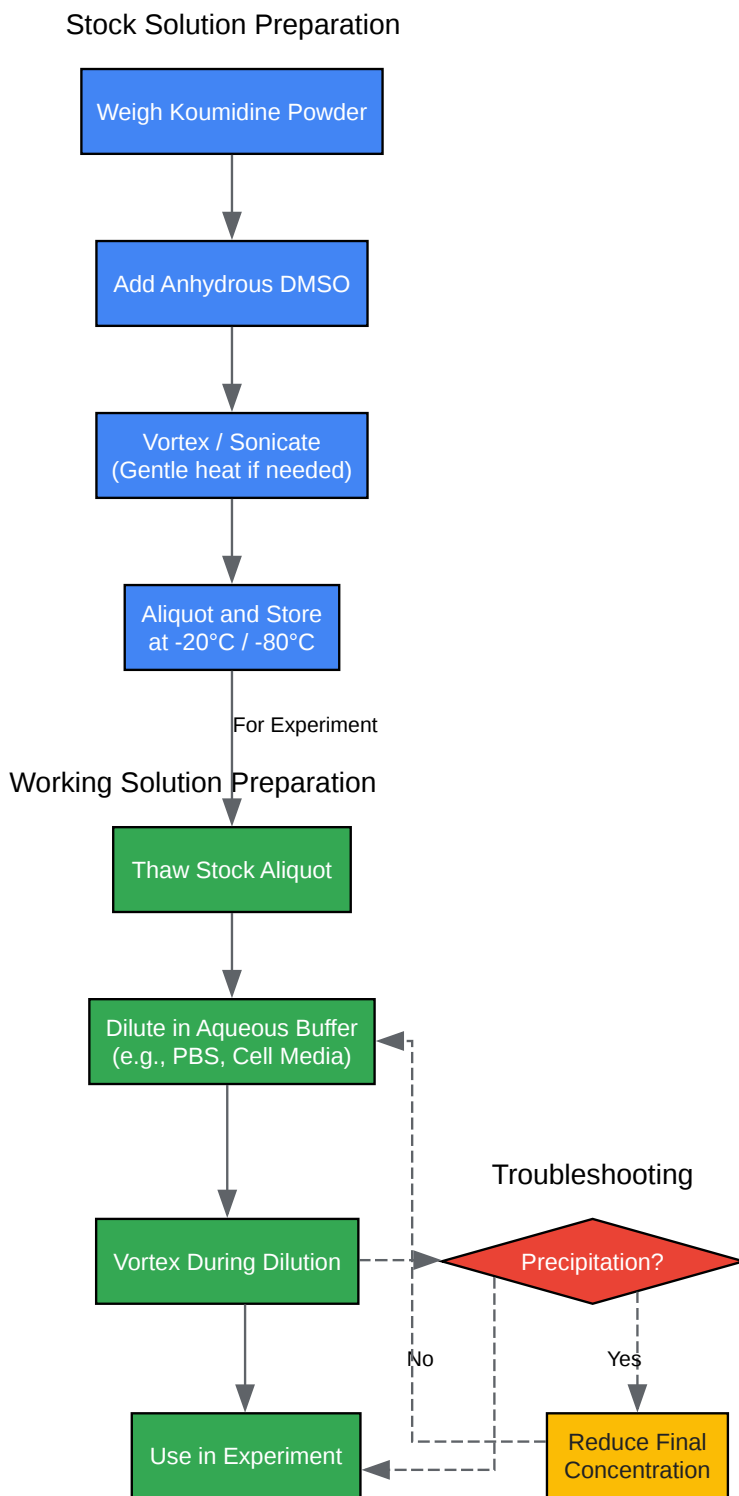 Stock Solution Preparation
Weigh Koumidine Powder
Add Anhydrous DMSO
Vortex / Sonicate
(Gentle heat if needed)
Aliquot and Store
at -20°C / -80°C
For Experiment
Working Solution Preparation
Thaw Stock Aliquot
Dilute in Aqueous Buffer
(e.g., PBS, Cell Media)
Troubleshooting
Vortex During Dilution
Precipitation?
No
Yes
Use in Experiment
Reduce Final
Concentration